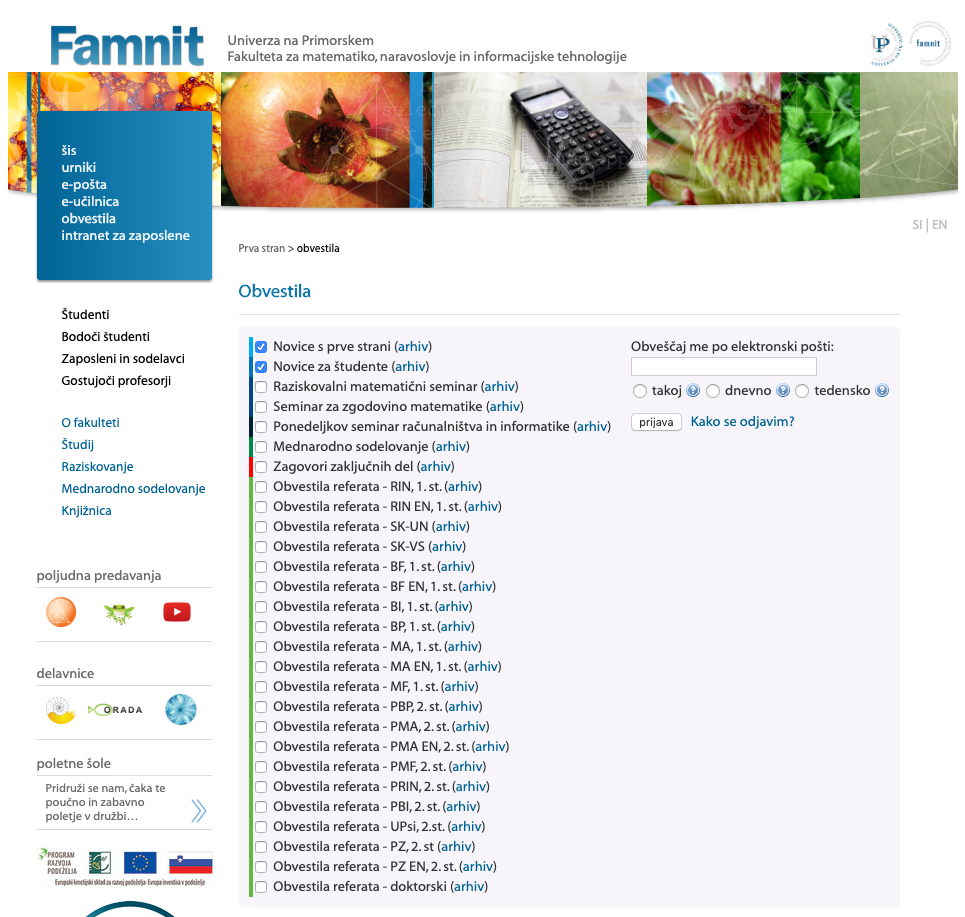 Famnit
Univerza na Primorskem
Fakulteta za matematiko, naravoslovje in informacijske tehnologije
UP
famnit
šis
urniki
e-pošta
e-učilnica
obvestila
intranet za zaposlene
SI | EN
Prva stran > obvestila
Obvestila
Študenti
Bodoči študenti
Zaposleni in sodelavci
Gostujoči profesorji
O fakulteti
Študij
Raziskovanje
Mednarodno sodelovanje
Knjižnica
poljudna predavanja
delavnice
ORADA
poletne šole
Pridruži se nam, čaka te
poučno in zabavno
poletje v družbi…
PROGRAM
RAZVOJA
PODEŽELJA
Evropski kmetijski sklad za razvoj podeželja: Evropa investira v podeželje
Novice s prve strani (arhiv)
Novice za študente (arhiv)
Raziskovalni matematični seminar (arhiv)
Seminar za zgodovino matematike (arhiv)
Ponedeljkov seminar računalništva in informatike (arhiv)
Mednarodno sodelovanje (arhiv)
Zagovori zaključnih del (arhiv)
Obvestila referata - RIN, 1. st. (arhiv)
Obvestila referata - RIN EN, 1. st. (arhiv)
Obvestila referata - SK-UN (arhiv)
Obvestila referata - SK-VS (arhiv)
Obvestila referata - BF, 1. st. (arhiv)
Obvestila referata - BF EN, 1. st. (arhiv)
Obvestila referata - BI, 1. st. (arhiv)
Obvestila referata - BP, 1. st. (arhiv)
Obvestila referata - MA, 1. st. (arhiv)
Obvestila referata - MA EN, 1. st. (arhiv)
Obvestila referata - MF, 1. st. (arhiv)
Obvestila referata - PBP, 2. st. (arhiv)
Obvestila referata - PMA, 2. st. (arhiv)
Obvestila referata - PMA EN, 2. st. (arhiv)
Obvestila referata - PMF, 2. st. (arhiv)
Obvestila referata - PRIN, 2. st. (arhiv)
Obvestila referata - PBI, 2. st. (arhiv)
Obvestila referata - UPsi, 2.st. (arhiv)
Obvestila referata - PZ, 2. st (arhiv)
Obvestila referata - PZ EN, 2. st. (arhiv)
Obvestila referata - doktorski (arhiv)
Obveščaj me po elektronski pošti:
takoj ? dnevno ? tedensko ?
prijava Kako se odjavim?